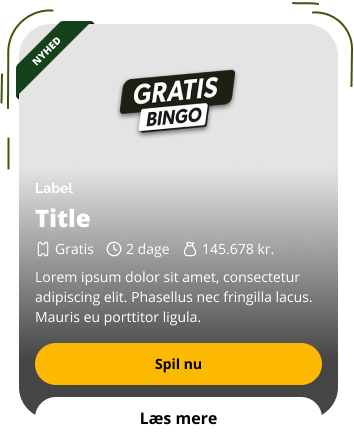 NYHED
GRATIS
BINGO
Label
Title
Gratis 2 dage 145.678 kr.
Lorem ipsum dolor sit amet, consectetur
adipiscing elit. Phasellus nec fringilla lacus.
Mauris eu porttitor ligula.
Spil nu
Læs mere